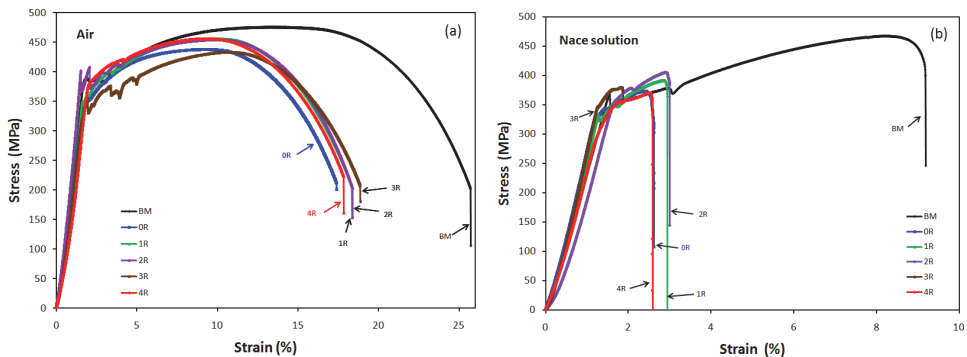 Air
(a)
Stress (MPa)
500
450
400
350
300
250
200
150
100
50
0
0R
3R
4R
2R
1R
BM
BM
0R
1R
2R
3R
4R
0
5
10
15
20
25
Strain (%)
Nace solution
(b)
Stress (MPa)
500
450
400
350
300
250
200
150
100
50
0
3R
BM
2R
0R
4R
1R
BM
0R
1R
2R
3R
4R
0
2
4
6
8
10
Strain (%)